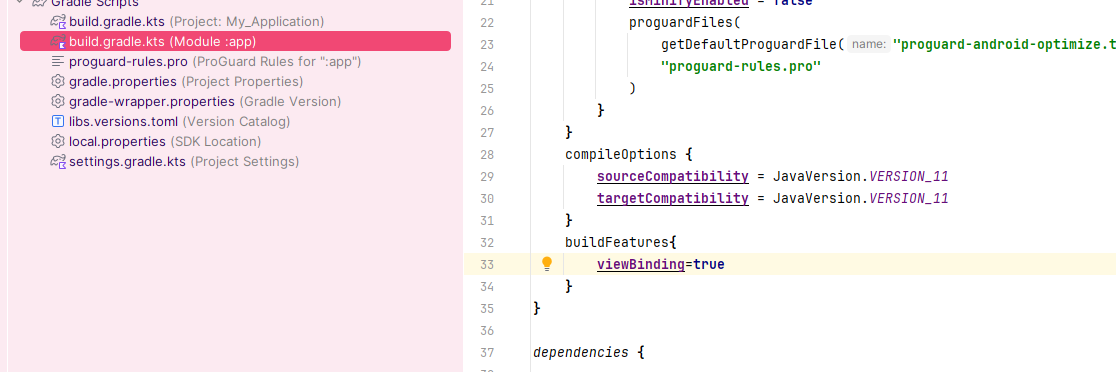 Gradle Scripts
build.gradle.kts (Project: My_Application)
build.gradle.kts (Module :app)
proguard-rules.pro (ProGuard Rules for ":app")
gradle.properties (Project Properties)
gradle-wrapper.properties (Gradle Version)
libs.versions.toml (Version Catalog)
local.properties (SDK Location)
settings.gradle.kts (Project Settings)
21 isMinifyEnabled = false
22 proguardFiles(
23 getDefaultProguardFile( name: "proguard-android-optimize.t
24 "proguard-rules.pro"
25 )
26 }
27 }
28 compileOptions {
29 sourceCompatibility = JavaVersion.VERSION_11
30 targetCompatibility = JavaVersion.VERSION_11
31 }
32 buildFeatures{
33 viewBinding=true
34 }
35 }
36
37 dependencies {